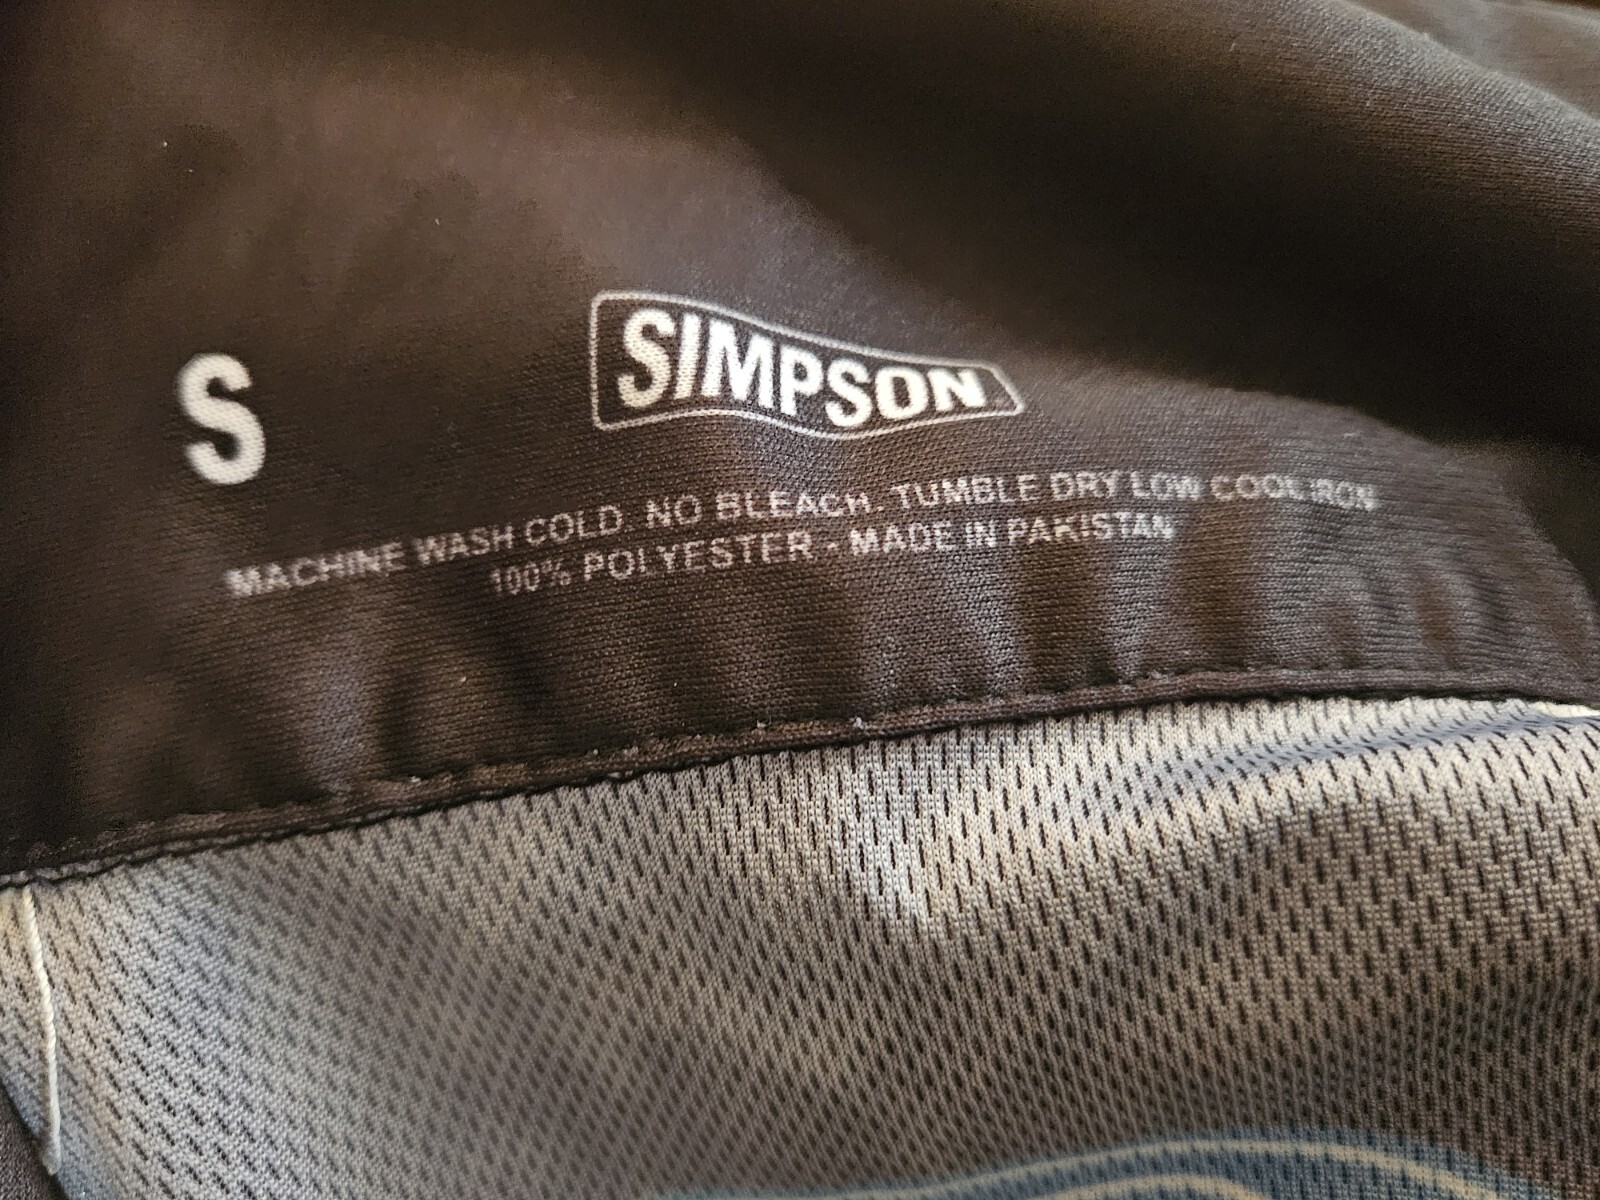 S
SIMPSON
MACHINE WASH COLD. NO BLEACH. TUMBLE DRY LOW COOL IRON
100% POLYESTER - MADE IN PAKISTAN